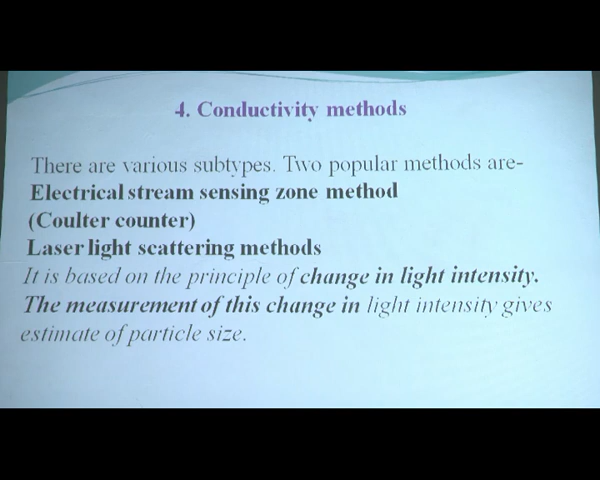 4. Conductivity methods
There are various subtypes. Two popular methods are-
Electrical stream sensing zone method
(Coulter counter)
Laser light scattering methods
It is based on the principle of change in light intensity.
The measurement of this change in light intensity gives
estimate of particle size.